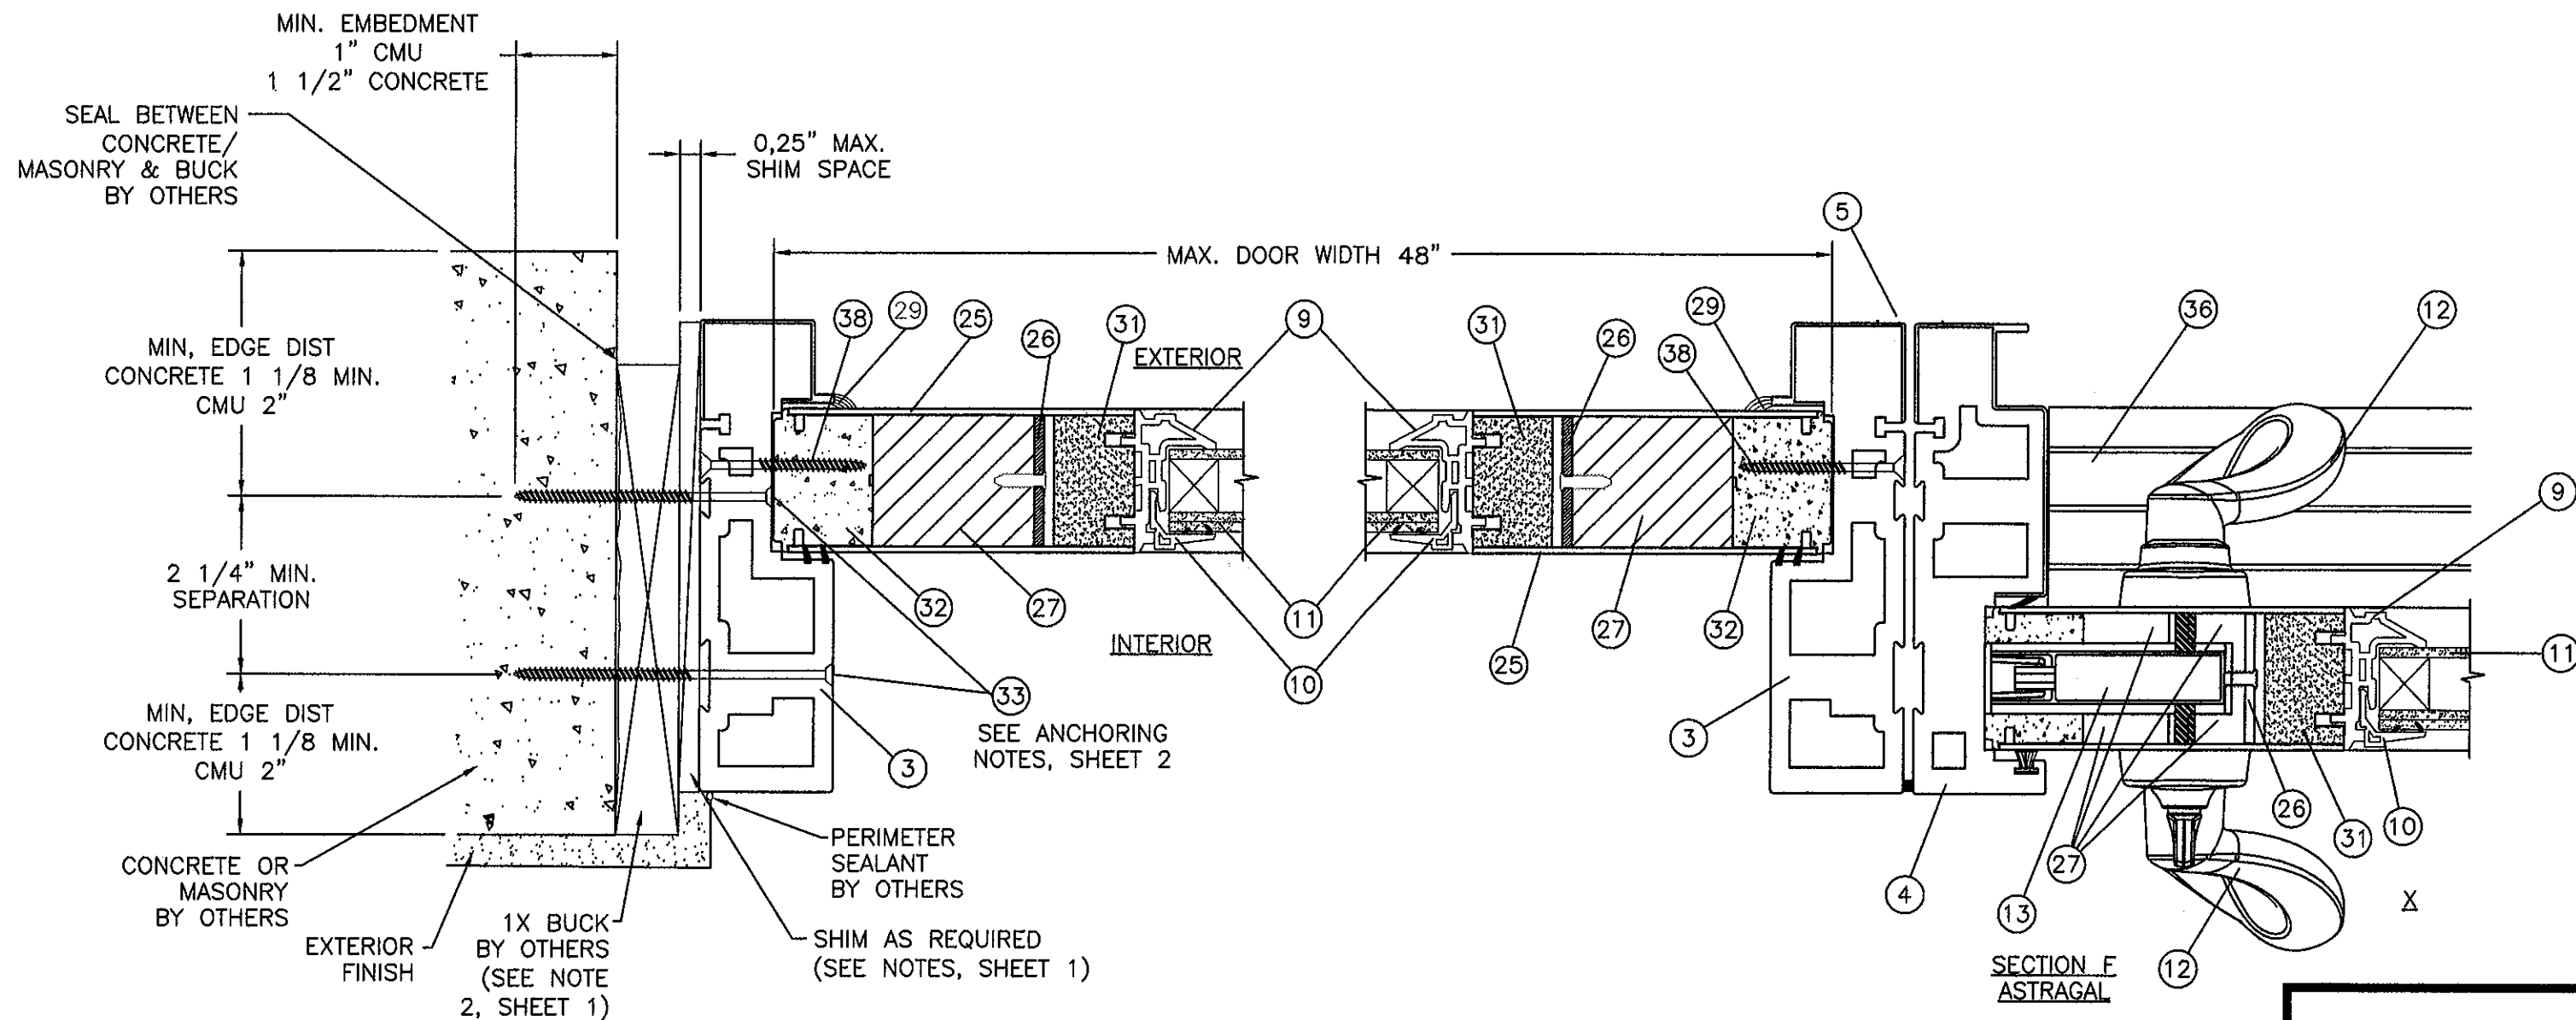 MIN. EMBEDMENT
1" CMU
1 1/2" CONCRETE
SEAL BETWEEN
CONCRETE/
MASONRY & BUCK
BY OTHERS
0,25" MAX.
SHIM SPACE
MAX. DOOR WIDTH 48"
5
MIN, EDGE DIST
CONCRETE 1 1/8 MIN.
CMU 2"
38
29
25
26
31
9
31
26
38
29
36
12
EXTERIOR
9
2 1/4" MIN.
SEPARATION
32
27
INTERIOR
11
10
25
27
32
11
33
SEE ANCHORING
NOTES, SHEET 2
3
3
MIN, EDGE DIST
CONCRETE 1 1/8 MIN.
CMU 2"
26
10
31
27
13
4
12
X
CONCRETE OR
MASONRY
BY OTHERS
EXTERIOR
FINISH
1X BUCK
BY OTHERS
(SEE NOTE
2, SHEET 1)
PERIMETER
SEALANT
BY OTHERS
SHIM AS REQUIRED
(SEE NOTES, SHEET 1)
SECTION F
ASTRAGAL